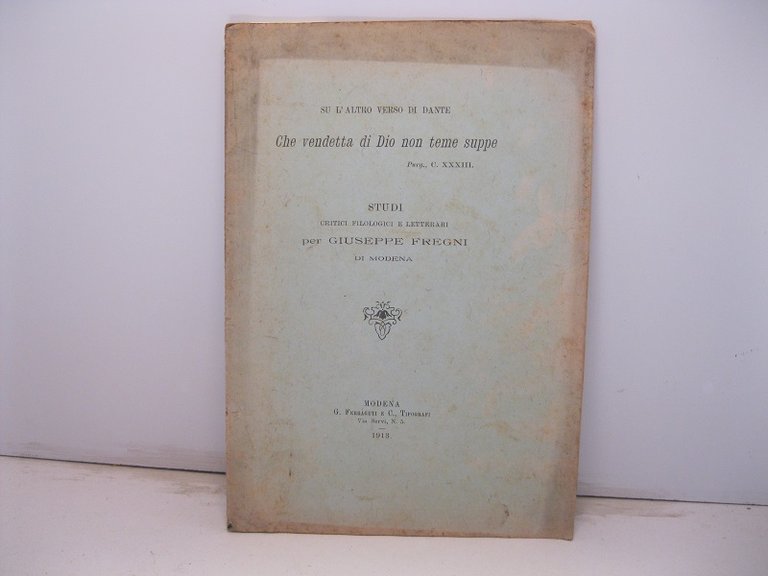 SU L'ALTRO VERSO DI DANTE
Che vendetta di Dio non teme suppe
PURG., C. XXXIII.
STUDI
CRITICI FILOLOGICI E LETTERARI
per GIUSEPPE FREGNI
DI MODENA
MODENA
G. FERRAGUTI E C., TIPOGRAFI
Via Servi, N. 5.
1913